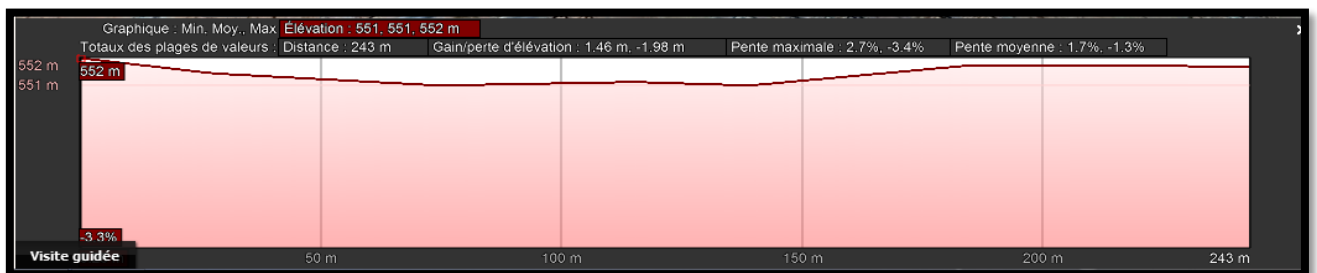 Graphique : Min. Moy., Max Élévation : 551, 551, 552 m
Totaux des plages de valeurs : Distance : 243 m Gain/perte d'élévation : 1.46 m, -1.98 m Pente maximale : 2.7%, -3.4% Pente moyenne : 1.7%, -1.3%
552 m
552 m
551 m
-3.3%
Visite guidée 50 m 100 m 150 m 200 m 243 m